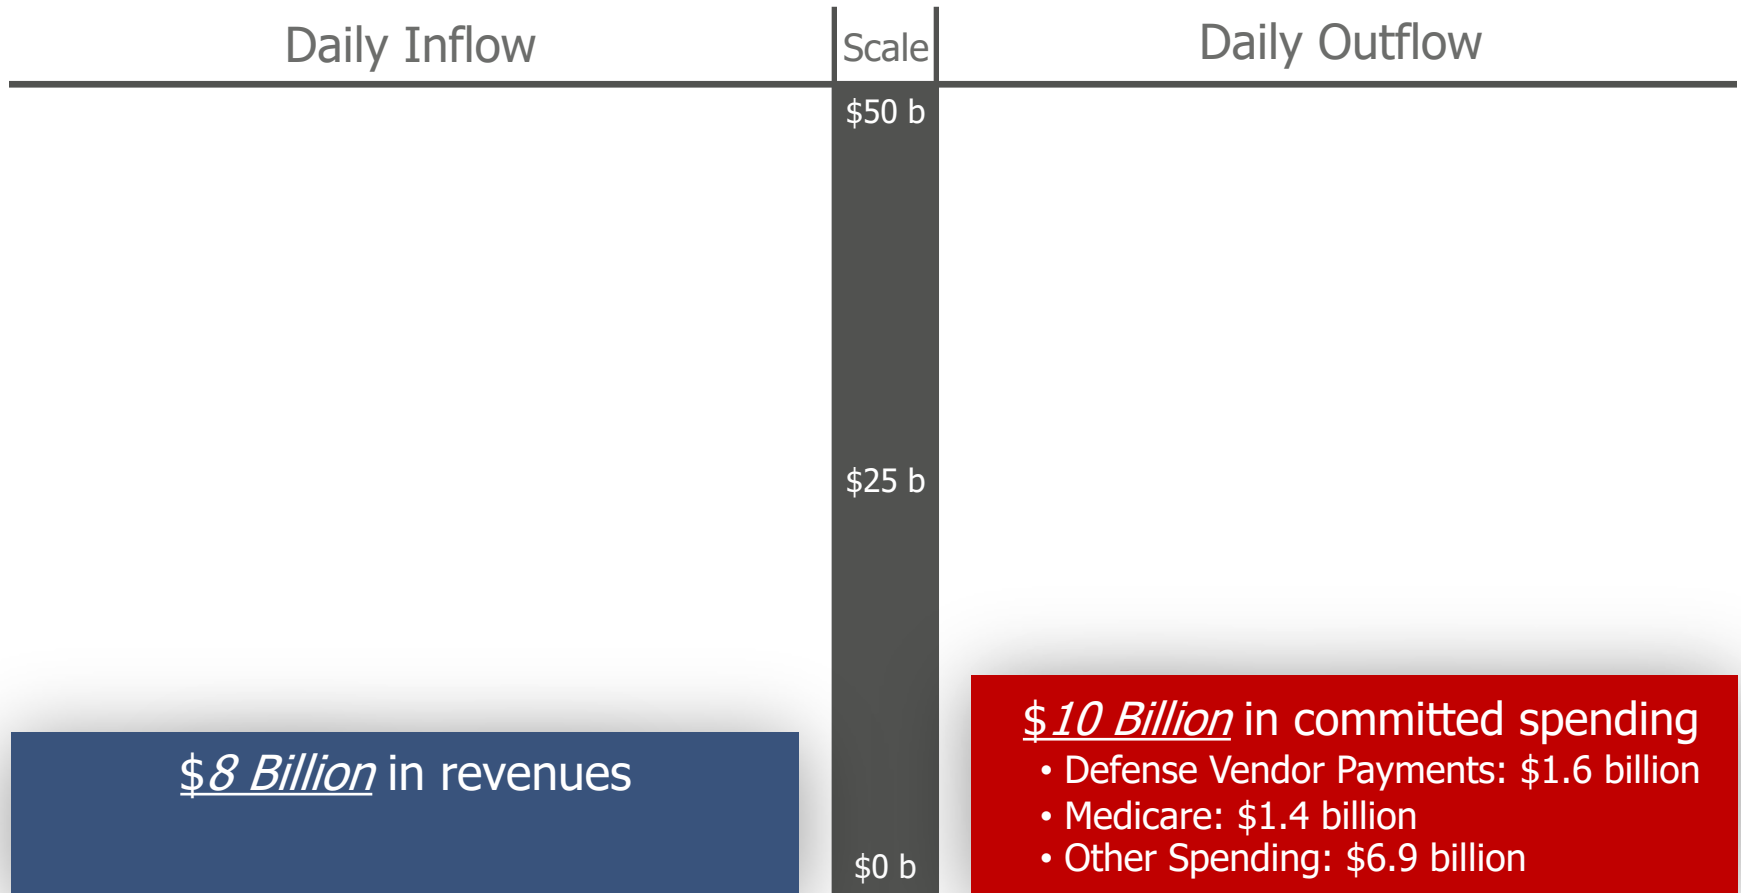 Daily Inflow
Scale
Daily Outflow
$50 b
$25 b
$0 b
$8 Billion in revenues
$10 Billion in committed spending
• Defense Vendor Payments: $1.6 billion
• Medicare: $1.4 billion
• Other Spending: $6.9 billion